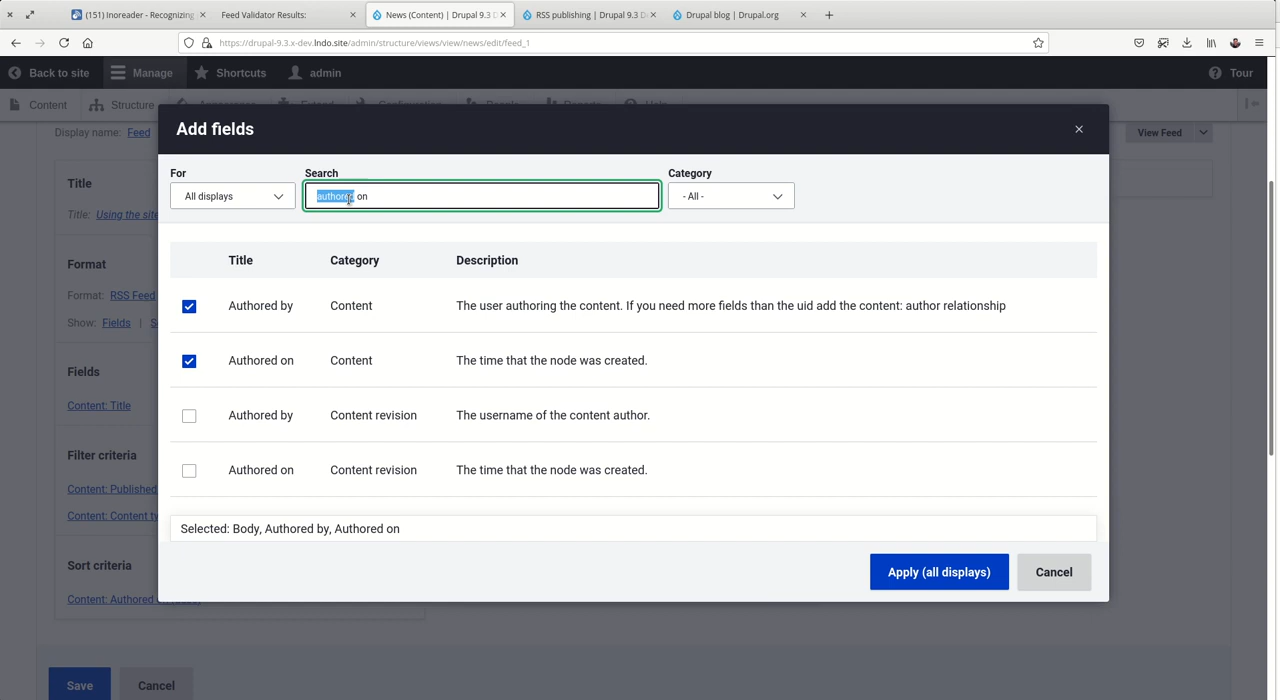 (151) Inoreader - Recognizing
Feed Validator Results:
News (Content) | Drupal 9.3 D
RSS publishing | Drupal 9.3 D
Drupal blog | Drupal.org
https://drupal-9.3.x-dev.lndo.site/admin/structure/views/view/news/edit/feed_1
Back to site
Manage
Shortcuts
admin
Tour
Content
Structure
Display name: Feed
View Feed
Add fields
For
Search
Category
All displays
authored on
- All -
Title
Title: Using the site
Format
Format: RSS Feed
Show: Fields |
Fields
Content: Title
Filter criteria
Content: Published
Sort criteria
Content: Authored
Title Category Description
Authored by Content The user authoring the content. If you need more fields than the uid add the content: author relationship
Authored on Content The time that the node was created.
Authored by Content revision The username of the content author.
Authored on Content revision The time that the node was created.
Selected: Body, Authored by, Authored on
Apply (all displays)
Cancel
Save
Cancel